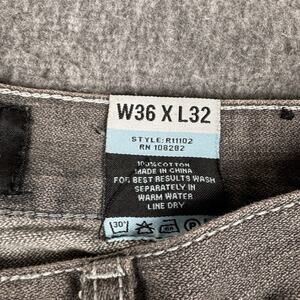 W36 X L32
STYLE: R11102
RN 108282
100% COTTON
MADE IN CHINA
FOR BEST RESULTS WASH
SEPARATELY IN
WARM WATER
LINE DRY
30°